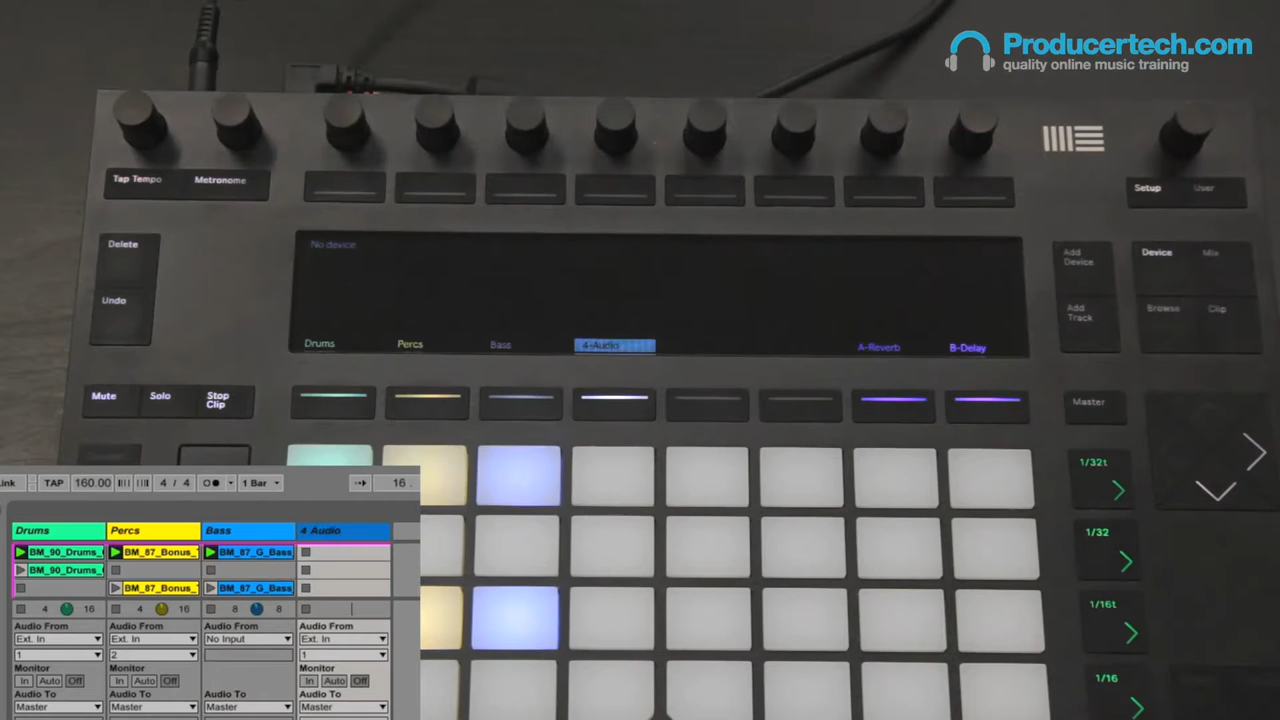 Producertech.com
quality online music training
Tap Tempo
Metronome
Setup
User
Delete
Undo
No device
Drums
Percs
Bass
4-Audio
A-Reverb
B-Delay
Add Device
Add Track
Device
Mix
Browse
Clip
Mute
Solo
Stop Clip
Master
1/32t
1/32
1/16t
1/16
TAP
160.00
4 / 4
1 Bar
16
Drums
Percs
Bass
4 Audio
BM_90_Drums_
BM_87_Bonus_
BM_87_G_Bass
BM_90_Drums_
BM_87_Bonus_
BM_87_G_Bass
4 16
4 16
8 8
Audio From
Audio From
Audio From
Audio From
Ext. In
Ext. In
No Input
Ext. In
1
2
1
Monitor
Monitor
Monitor
In Auto Off
In Auto Off
In Auto Off
Audio To
Audio To
Audio To
Audio To
Master
Master
Master
Master